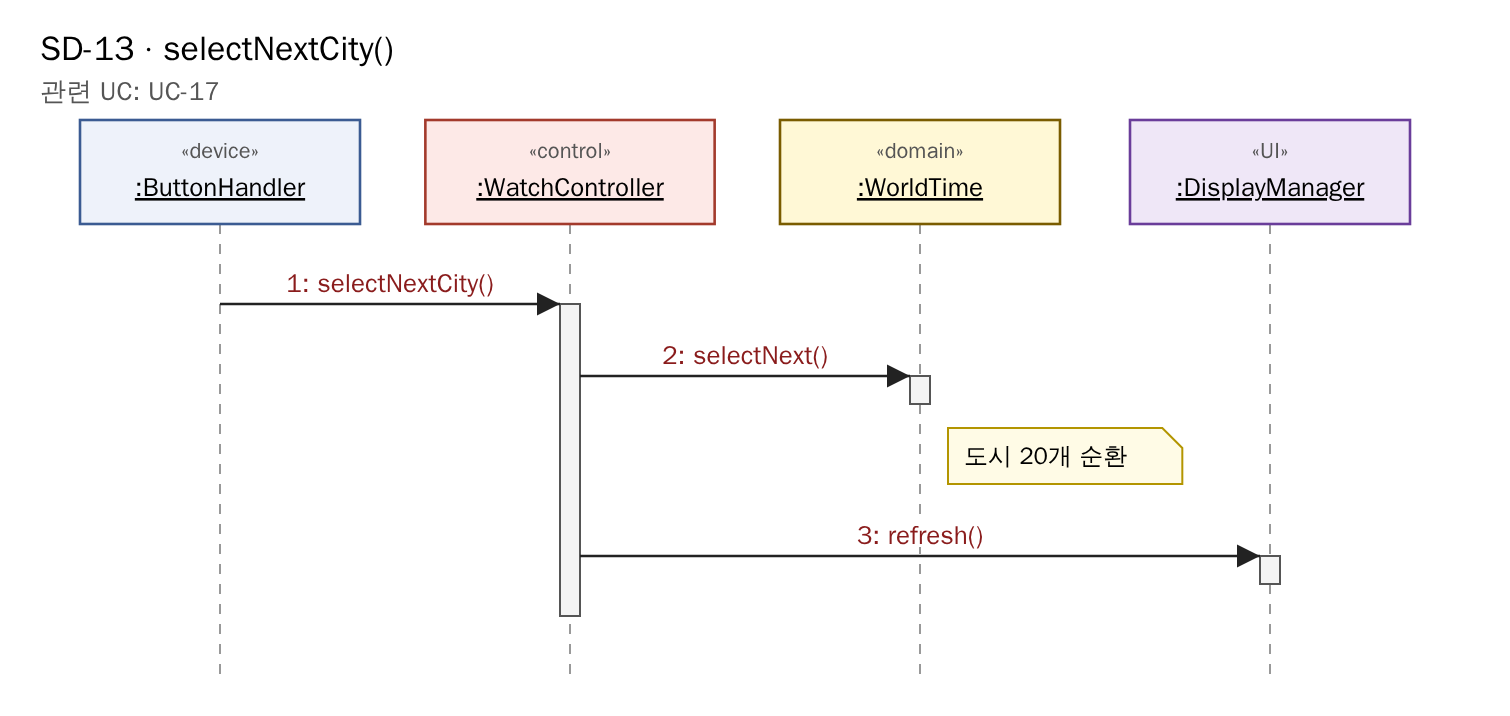 SD-13 · selectNextCity()
관련 UC: UC-17
«device»
:ButtonHandler
«control»
:WatchController
«domain»
:WorldTime
«UI»
:DisplayManager
1: selectNextCity()
2: selectNext()
도시 20개 순환
3: refresh()